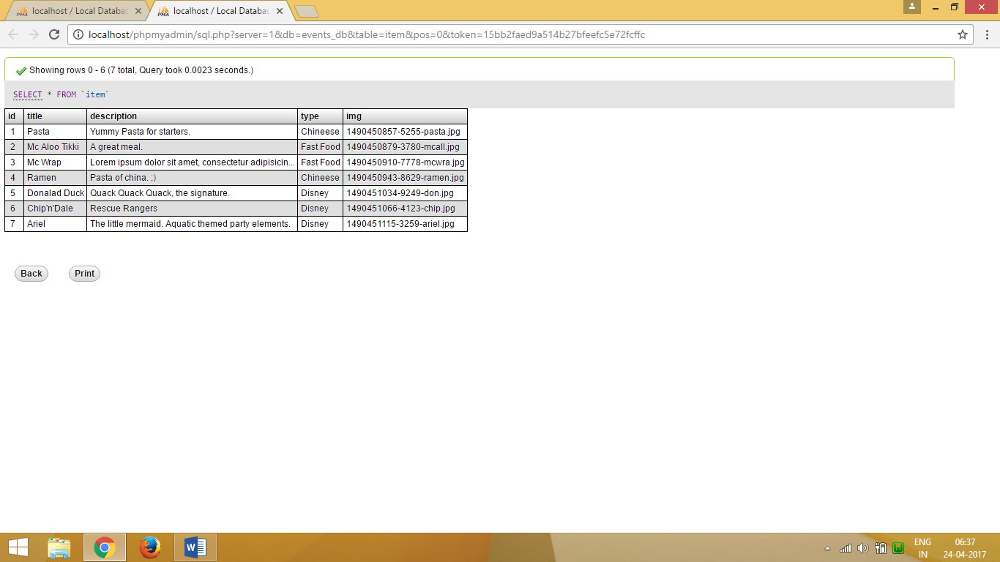 localhost / Local Databas
localhost / Local Databas
localhost/phpmyadmin/sql.php?server=1&db=events_db&table=item&pos=0&token=15bb2faed9a514b27bfeefc5e72fcffc
Showing rows 0 - 6 (7 total, Query took 0.0023 seconds.)
SELECT * FROM `item`
id title description type img
1 Pasta Yummy Pasta for starters. Chineese 1490450857-5255-pasta.jpg
2 Mc Aloo Tikki A great meal. Fast Food 1490450879-3780-mcall.jpg
3 Mc Wrap Lorem ipsum dolor sit amet, consectetur adipisicin... Fast Food 1490450910-7778-mcwra.jpg
4 Ramen Pasta of china. ;) Chineese 1490450943-8629-ramen.jpg
5 Donalad Duck Quack Quack Quack, the signature. Disney 1490451034-9249-don.jpg
6 Chip'n'Dale Rescue Rangers Disney 1490451066-4123-chip.jpg
7 Ariel The little mermaid. Aquatic themed party elements. Disney 1490451115-3259-ariel.jpg
Back Print
ENG 06:37
IN 24-04-2017